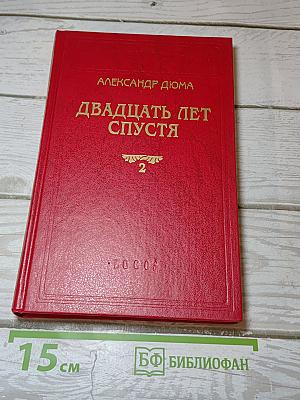 АЛЕКСАНДР ДЮМА
ДВАДЦАТЬ ЛЕТ
СПУСТЯ
2
15 см
БФ БИБЛИОФАН